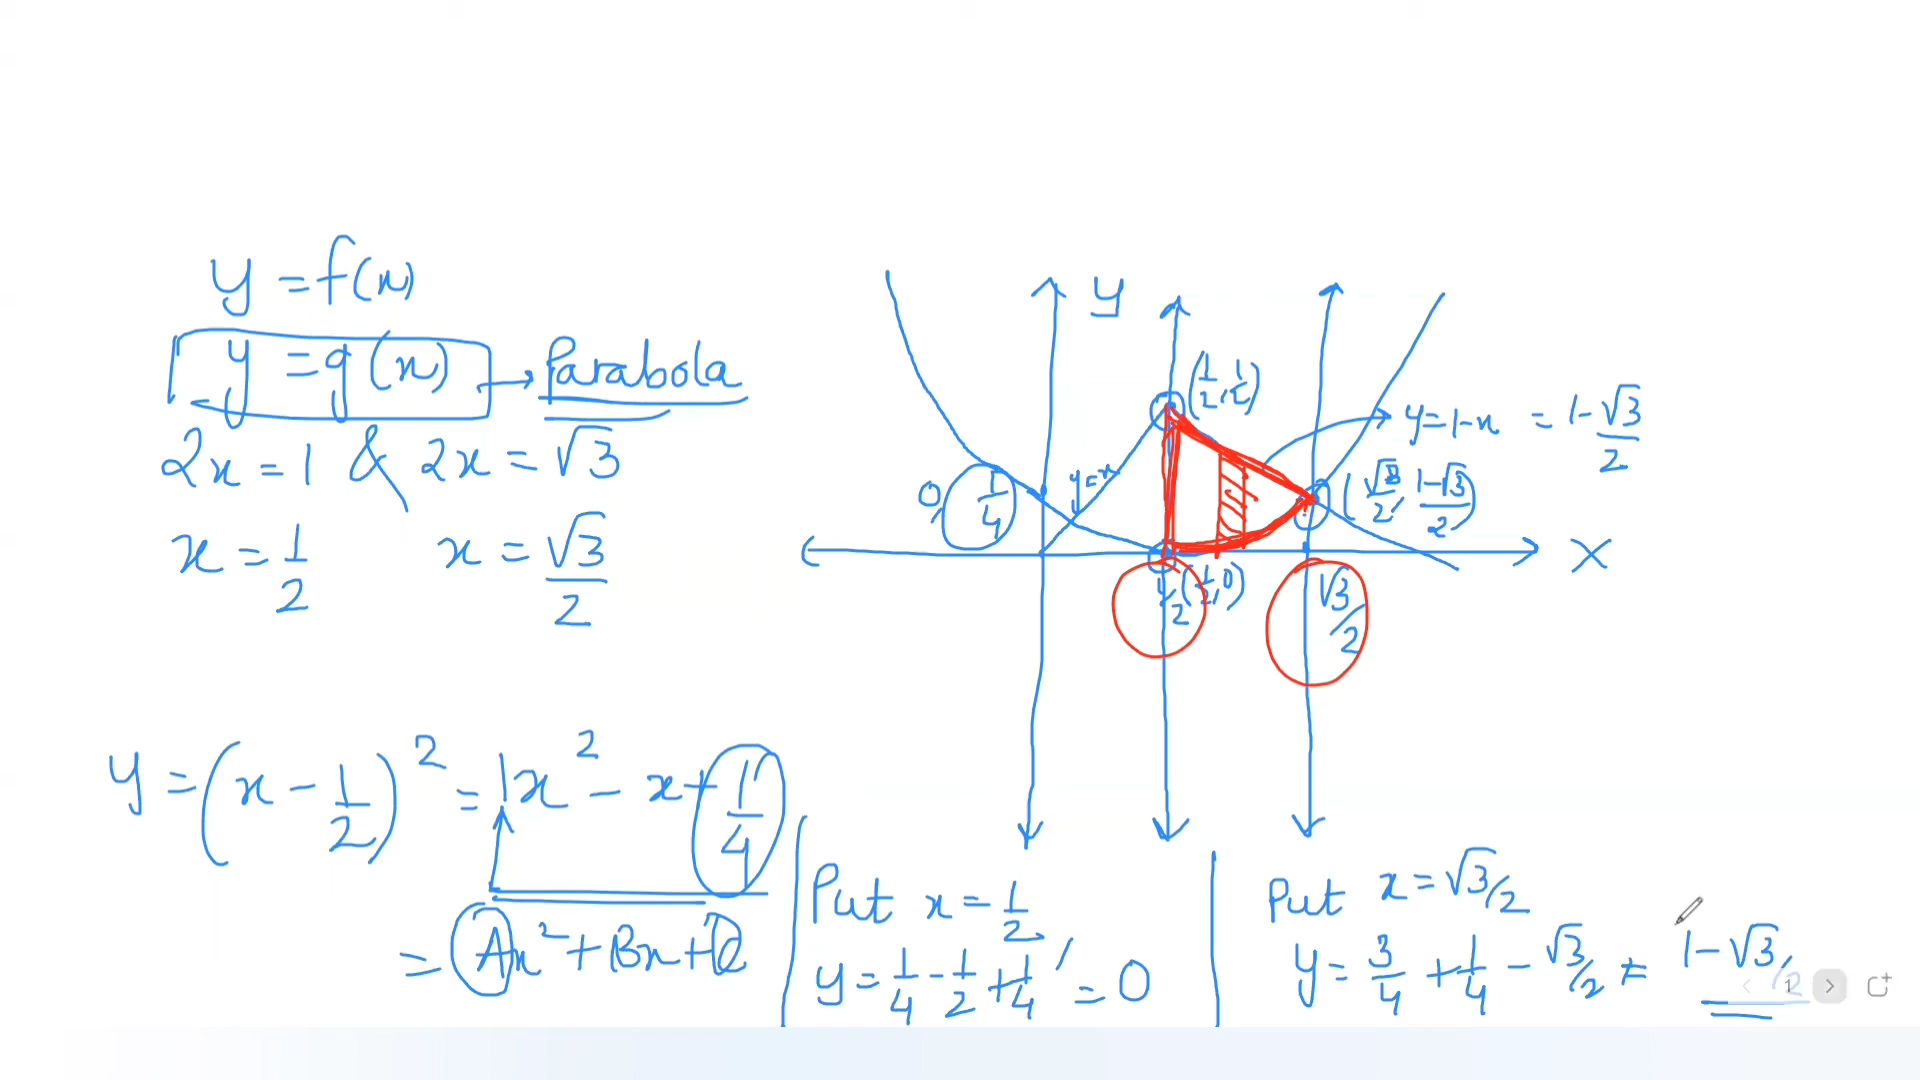 y = f(x)
y = g(x) → Parabola
2x = 1 & 2x = √3
x = 1/2    x = √3/2
y = (x - 1/2)² = 1x² - x + 1/4
= Ax² + Bx + C
Y
(1/2, 1/2)
y = 1 - x = 1 - √3/2
(√3/2, 1-√3/2)
0, 1/4
y = x
X
1/2 (1/2, 0)
√3/2
Put x = 1/2,
y = 1/4 - 1/2 + 1/4 = 0
Put x = √3/2
y = 3/4 + 1/4 - √3/2 = 1 - √3/2
1